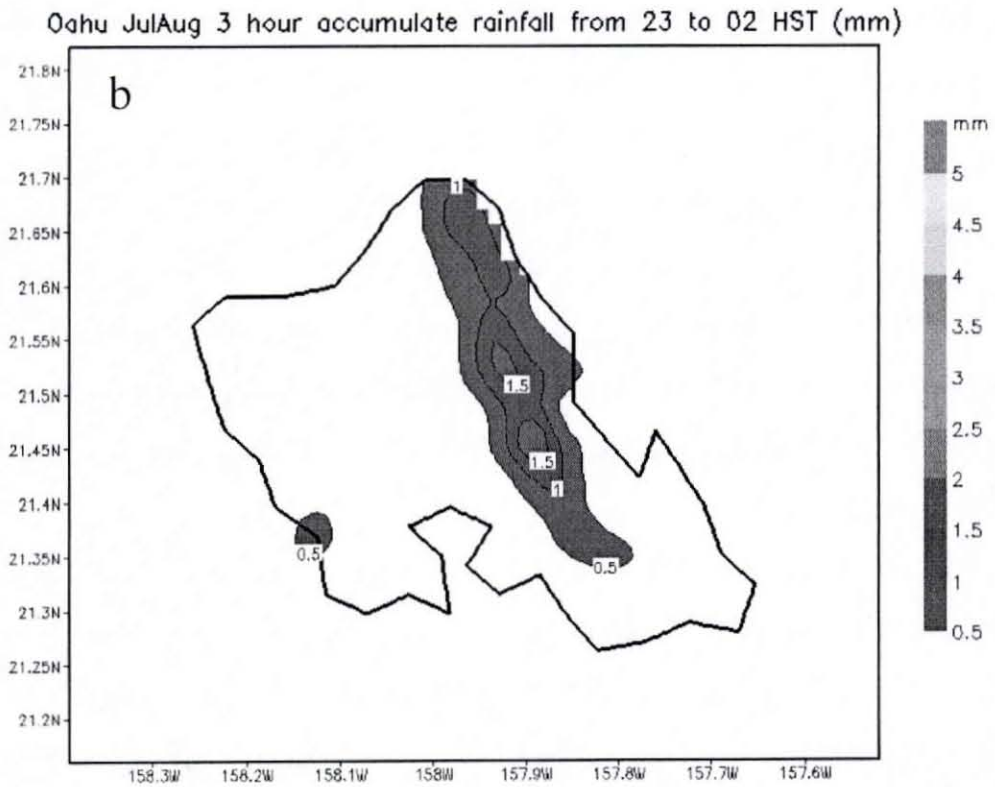 Oahu JulAug 3 hour accumulate rainfall from 23 to 02 HST (mm)
b
21.8N
21.75N
21.7N
21.65N
21.6N
21.55N
21.5N
21.45N
21.4N
21.35N
21.3N
21.25N
21.2N
158.3W 158.2W 158.1W 158W 157.9W 157.8W 157.7W 157.6W
1
1.5
1.5
1
0.5
0.5
mm
5
4.5
4
3.5
3
2.5
2
1.5
1
0.5